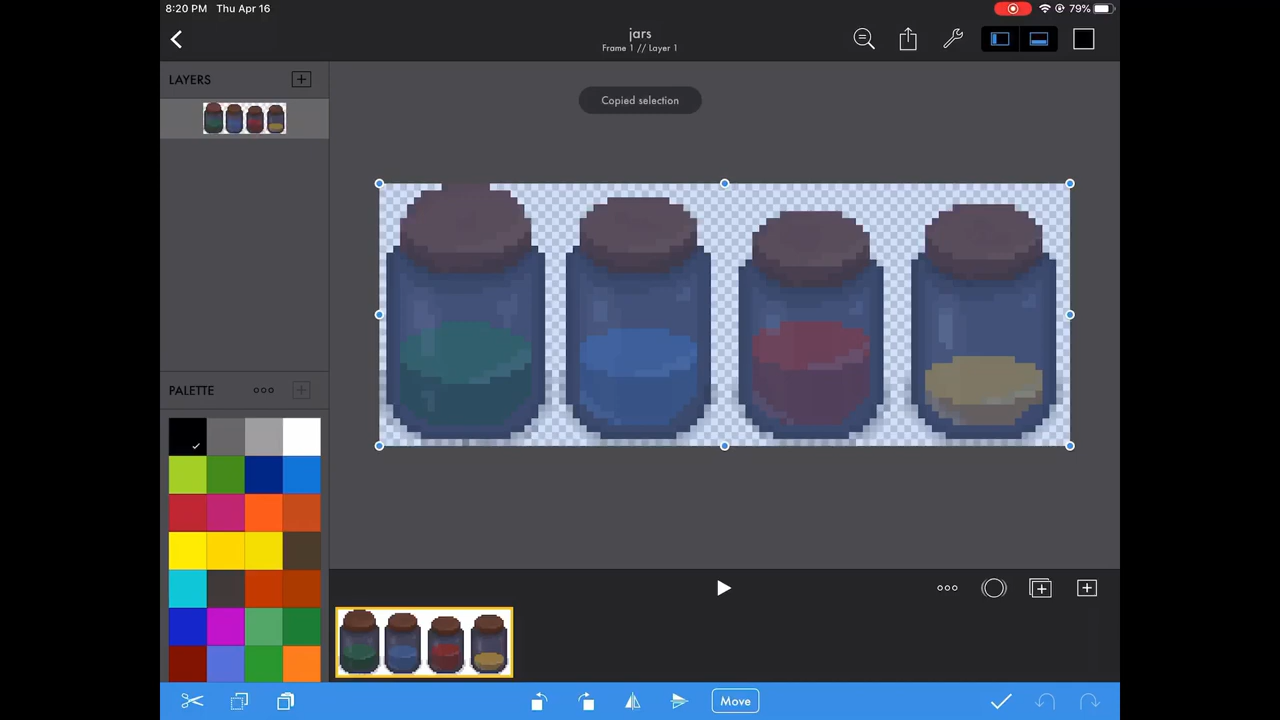 8:20 PM Thu Apr 16
79%
jars
Frame 1 // Layer 1
LAYERS
Copied selection
PALETTE
Move